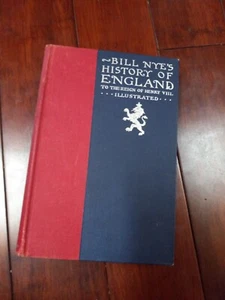 ~BILL NYE'S
HISTORY OF
ENGLAND
TO THE REIGN OF HENRY VIII.
· · · ILLUSTRATED · · ·